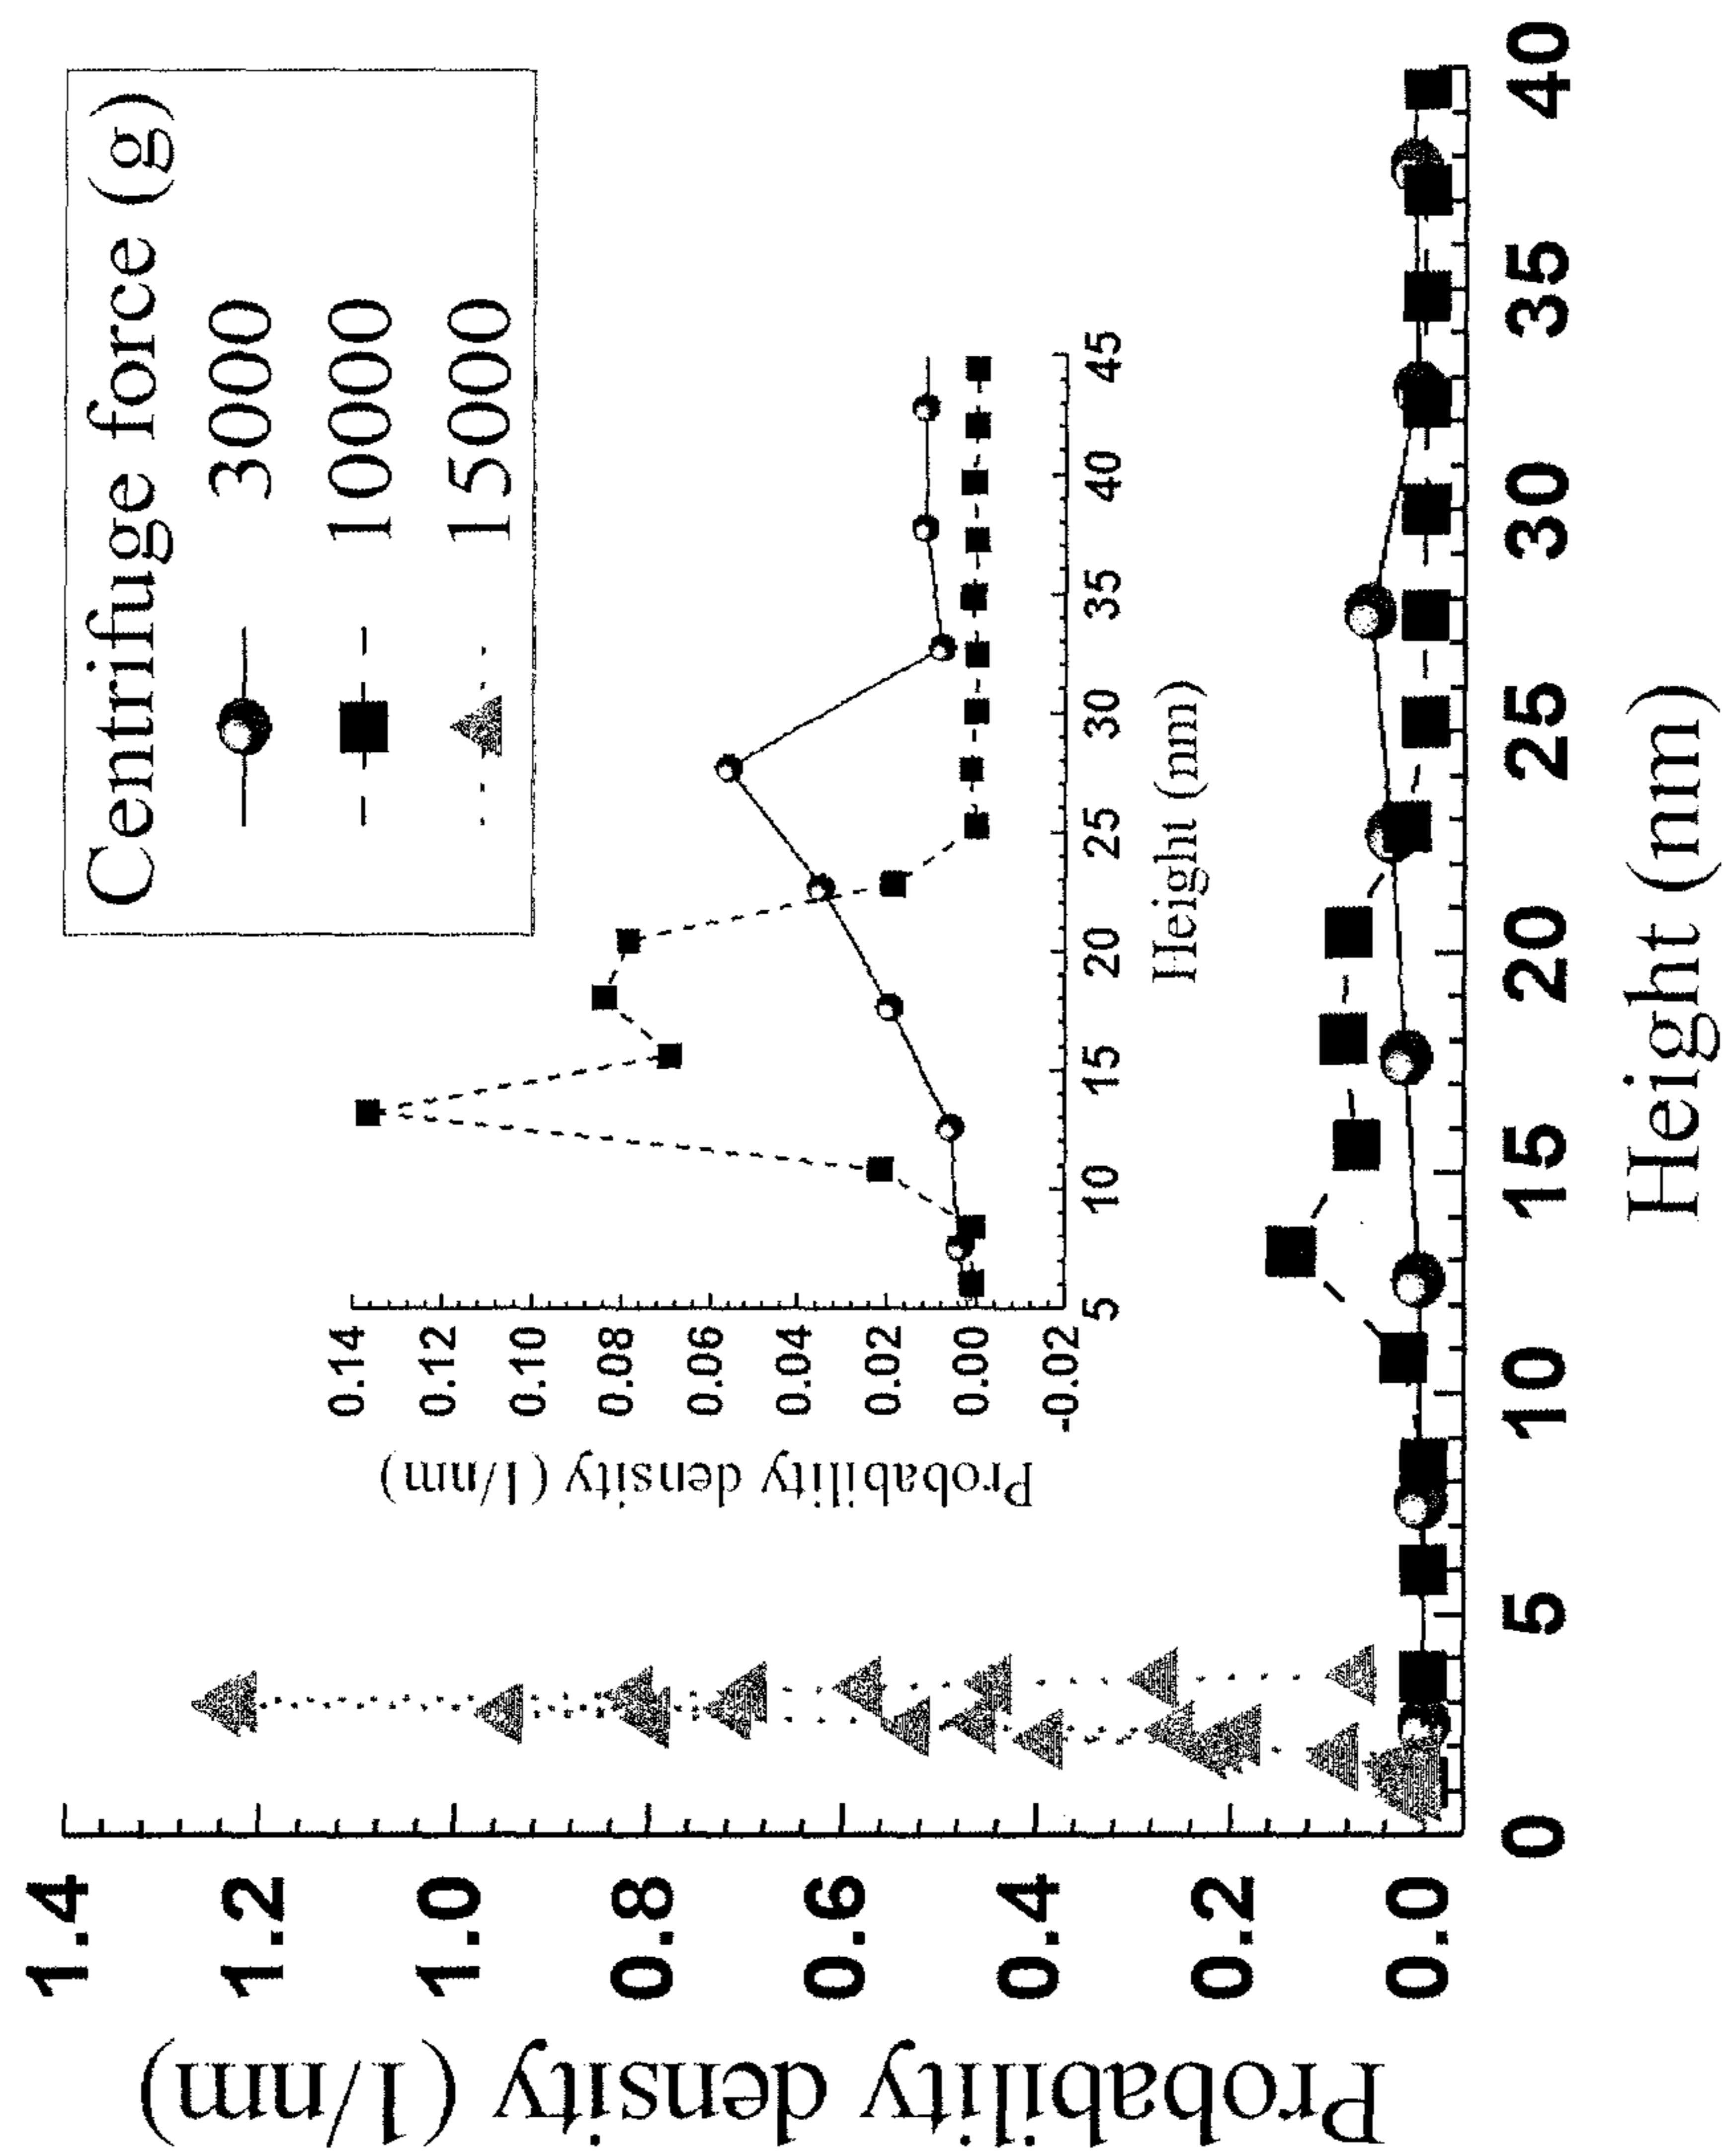 Centrifuge force (g)
3000
10000
15000
Probability density (1/nm)
1.4
1.2
1.0
0.8
0.6
0.4
0.2
0.0
0 5 10 15 20 25 30 35 40
Height (nm)
Probability density (1/nm)
0.14
0.12
0.10
0.08
0.06
0.04
0.02
0.00
-0.02
5 10 15 20 25 30 35 40 45
Height (nm)